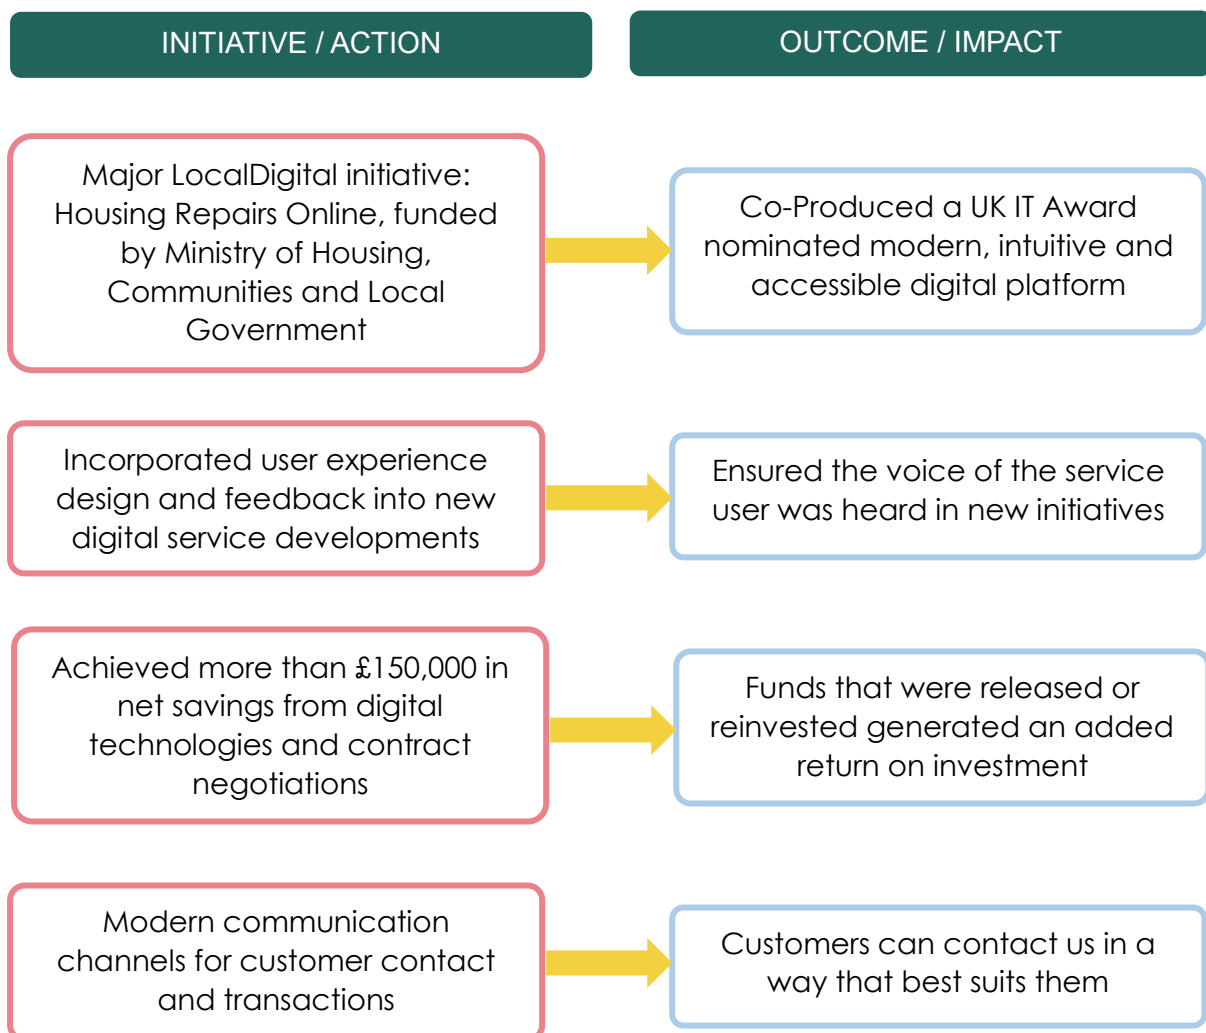 INITIATIVE / ACTION
OUTCOME / IMPACT
Major LocalDigital initiative:
Housing Repairs Online, funded
by Ministry of Housing,
Communities and Local
Government
Co-Produced a UK IT Award
nominated modern, intuitive and
accessible digital platform
Incorporated user experience
design and feedback into new
digital service developments
Ensured the voice of the service
user was heard in new initiatives
Achieved more than £150,000 in
net savings from digital
technologies and contract
negotiations
Funds that were released or
reinvested generated an added
return on investment
Modern communication
channels for customer contact
and transactions
Customers can contact us in a
way that best suits them